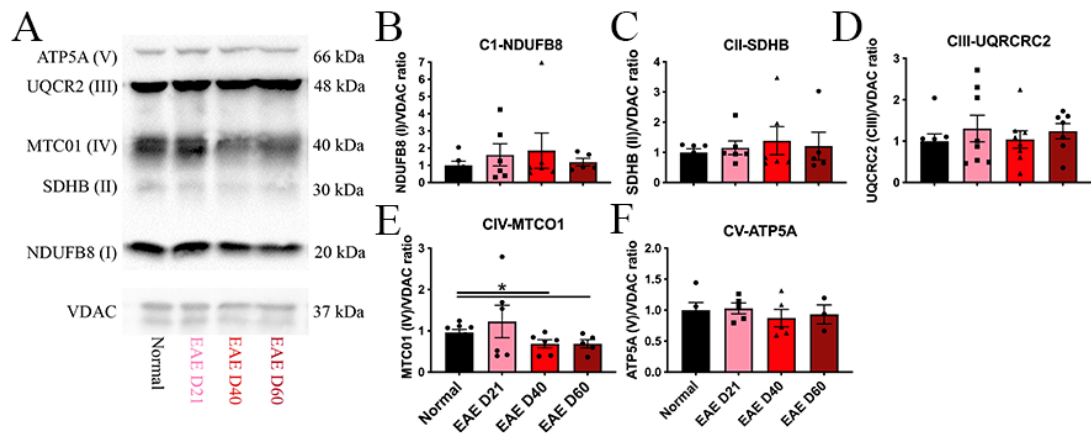 A
ATP5A (V) 66 kDa
UQCR2 (III) 48 kDa
MTC01 (IV) 40 kDa
SDHB (II) 30 kDa
NDUFB8 (I) 20 kDa
VDAC 37 kDa
Normal
EAE D21
EAE D40
EAE D60
B
C1-NDUFB8
NDUFB8 (I)/VDAC ratio
7
6
5
4
3
2
1
0
C
CII-SDHB
SDHB (II)/VDAC ratio
4
3
2
1
0
D
CIII-UQRCRC2
UQCRC2 (CIII)/VDAC ratio
3
2
1
0
E
CIV-MTCO1
MTC01 (IV)/VDAC ratio
3
2
1
0
*
Normal
EAE D21
EAE D40
EAE D60
F
CV-ATP5A
ATP5A (V)/VDAC ratio
2.0
1.5
1.0
0.5
0.0
Normal
EAE D21
EAE D40
EAE D60